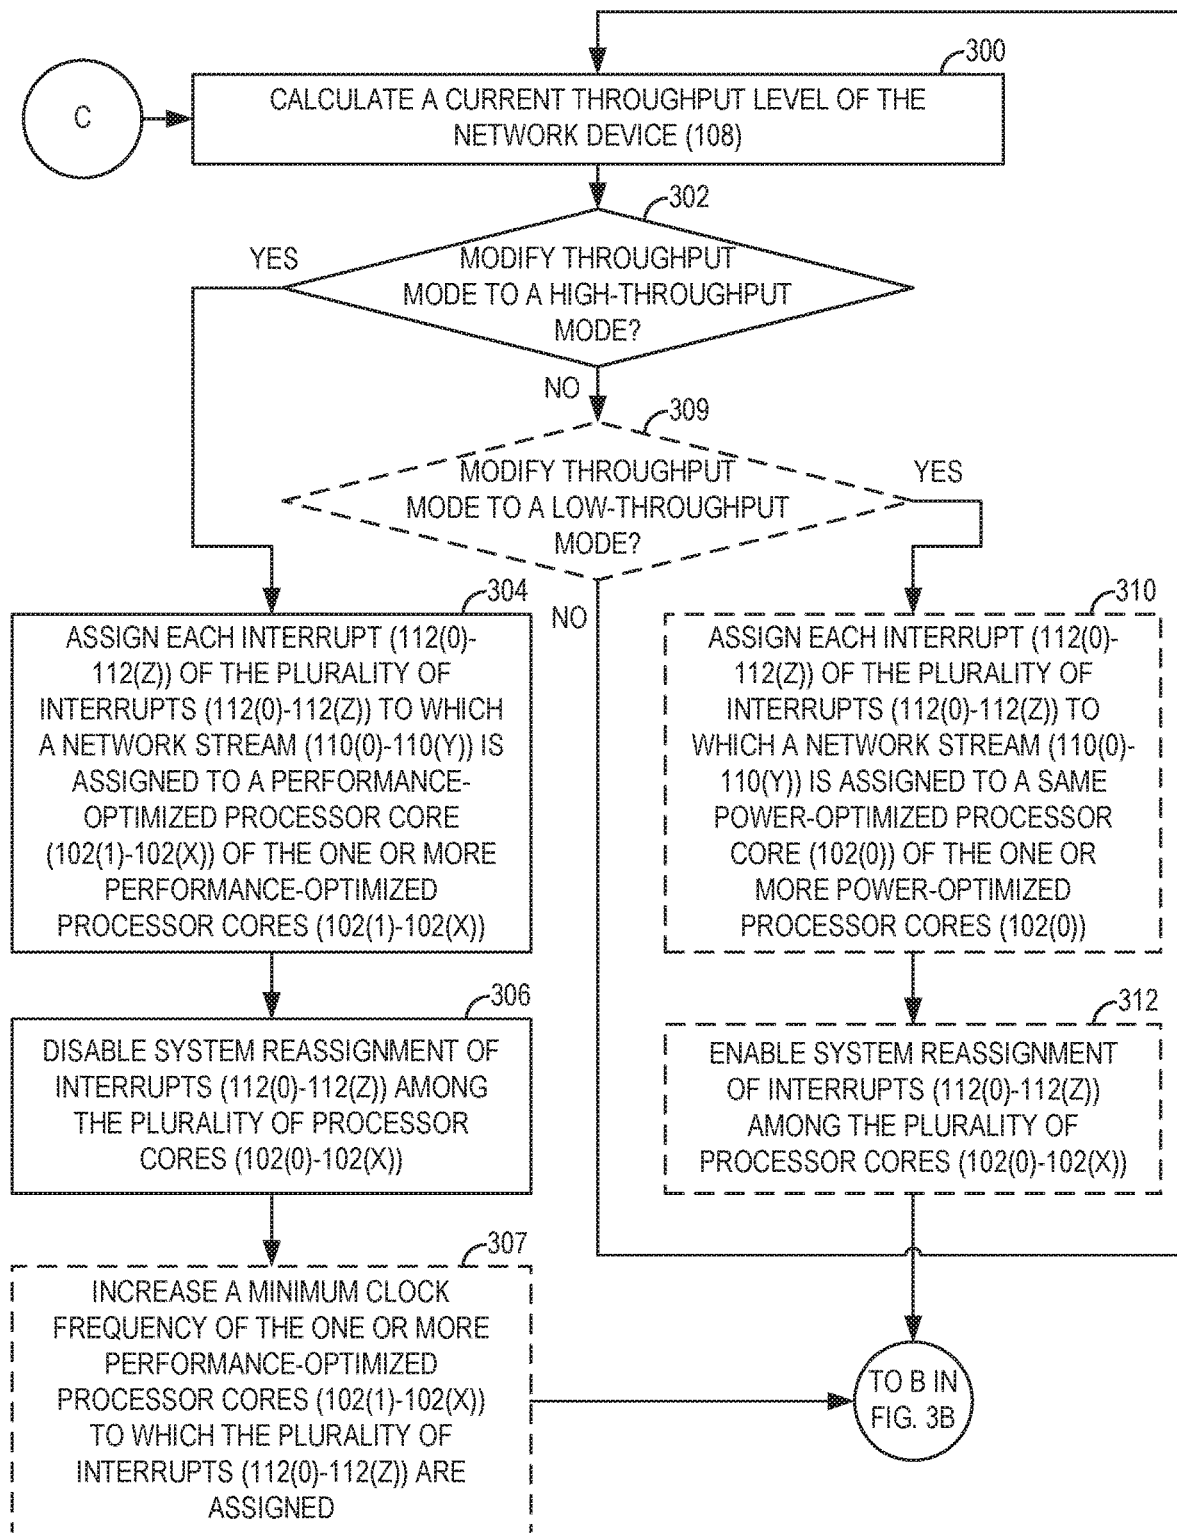 300
C
CALCULATE A CURRENT THROUGHPUT LEVEL OF THE
NETWORK DEVICE (108)
302
YES
MODIFY THROUGHPUT
MODE TO A HIGH-THROUGHPUT
MODE?
NO
309
MODIFY THROUGHPUT
MODE TO A LOW-THROUGHPUT
MODE?
YES
NO
304
ASSIGN EACH INTERRUPT (112(0)-
112(Z)) OF THE PLURALITY OF
INTERRUPTS (112(0)-112(Z)) TO WHICH
A NETWORK STREAM (110(0)-110(Y)) IS
ASSIGNED TO A PERFORMANCE-
OPTIMIZED PROCESSOR CORE
(102(1)-102(X)) OF THE ONE OR MORE
PERFORMANCE-OPTIMIZED
PROCESSOR CORES (102(1)-102(X))
310
ASSIGN EACH INTERRUPT (112(0)-
112(Z)) OF THE PLURALITY OF
INTERRUPTS (112(0)-112(Z)) TO
WHICH A NETWORK STREAM (110(0)-
110(Y)) IS ASSIGNED TO A SAME
POWER-OPTIMIZED PROCESSOR
CORE (102(0)) OF THE ONE OR
MORE POWER-OPTIMIZED
PROCESSOR CORES (102(0))
306
DISABLE SYSTEM REASSIGNMENT OF
INTERRUPTS (112(0)-112(Z)) AMONG
THE PLURALITY OF PROCESSOR
CORES (102(0)-102(X))
312
ENABLE SYSTEM REASSIGNMENT
OF INTERRUPTS (112(0)-112(Z))
AMONG THE PLURALITY OF
PROCESSOR CORES (102(0)-102(X))
307
INCREASE A MINIMUM CLOCK
FREQUENCY OF THE ONE OR MORE
PERFORMANCE-OPTIMIZED
PROCESSOR CORES (102(1)-102(X))
TO WHICH THE PLURALITY OF
INTERRUPTS (112(0)-112(Z)) ARE
ASSIGNED
TO B IN
FIG. 3B